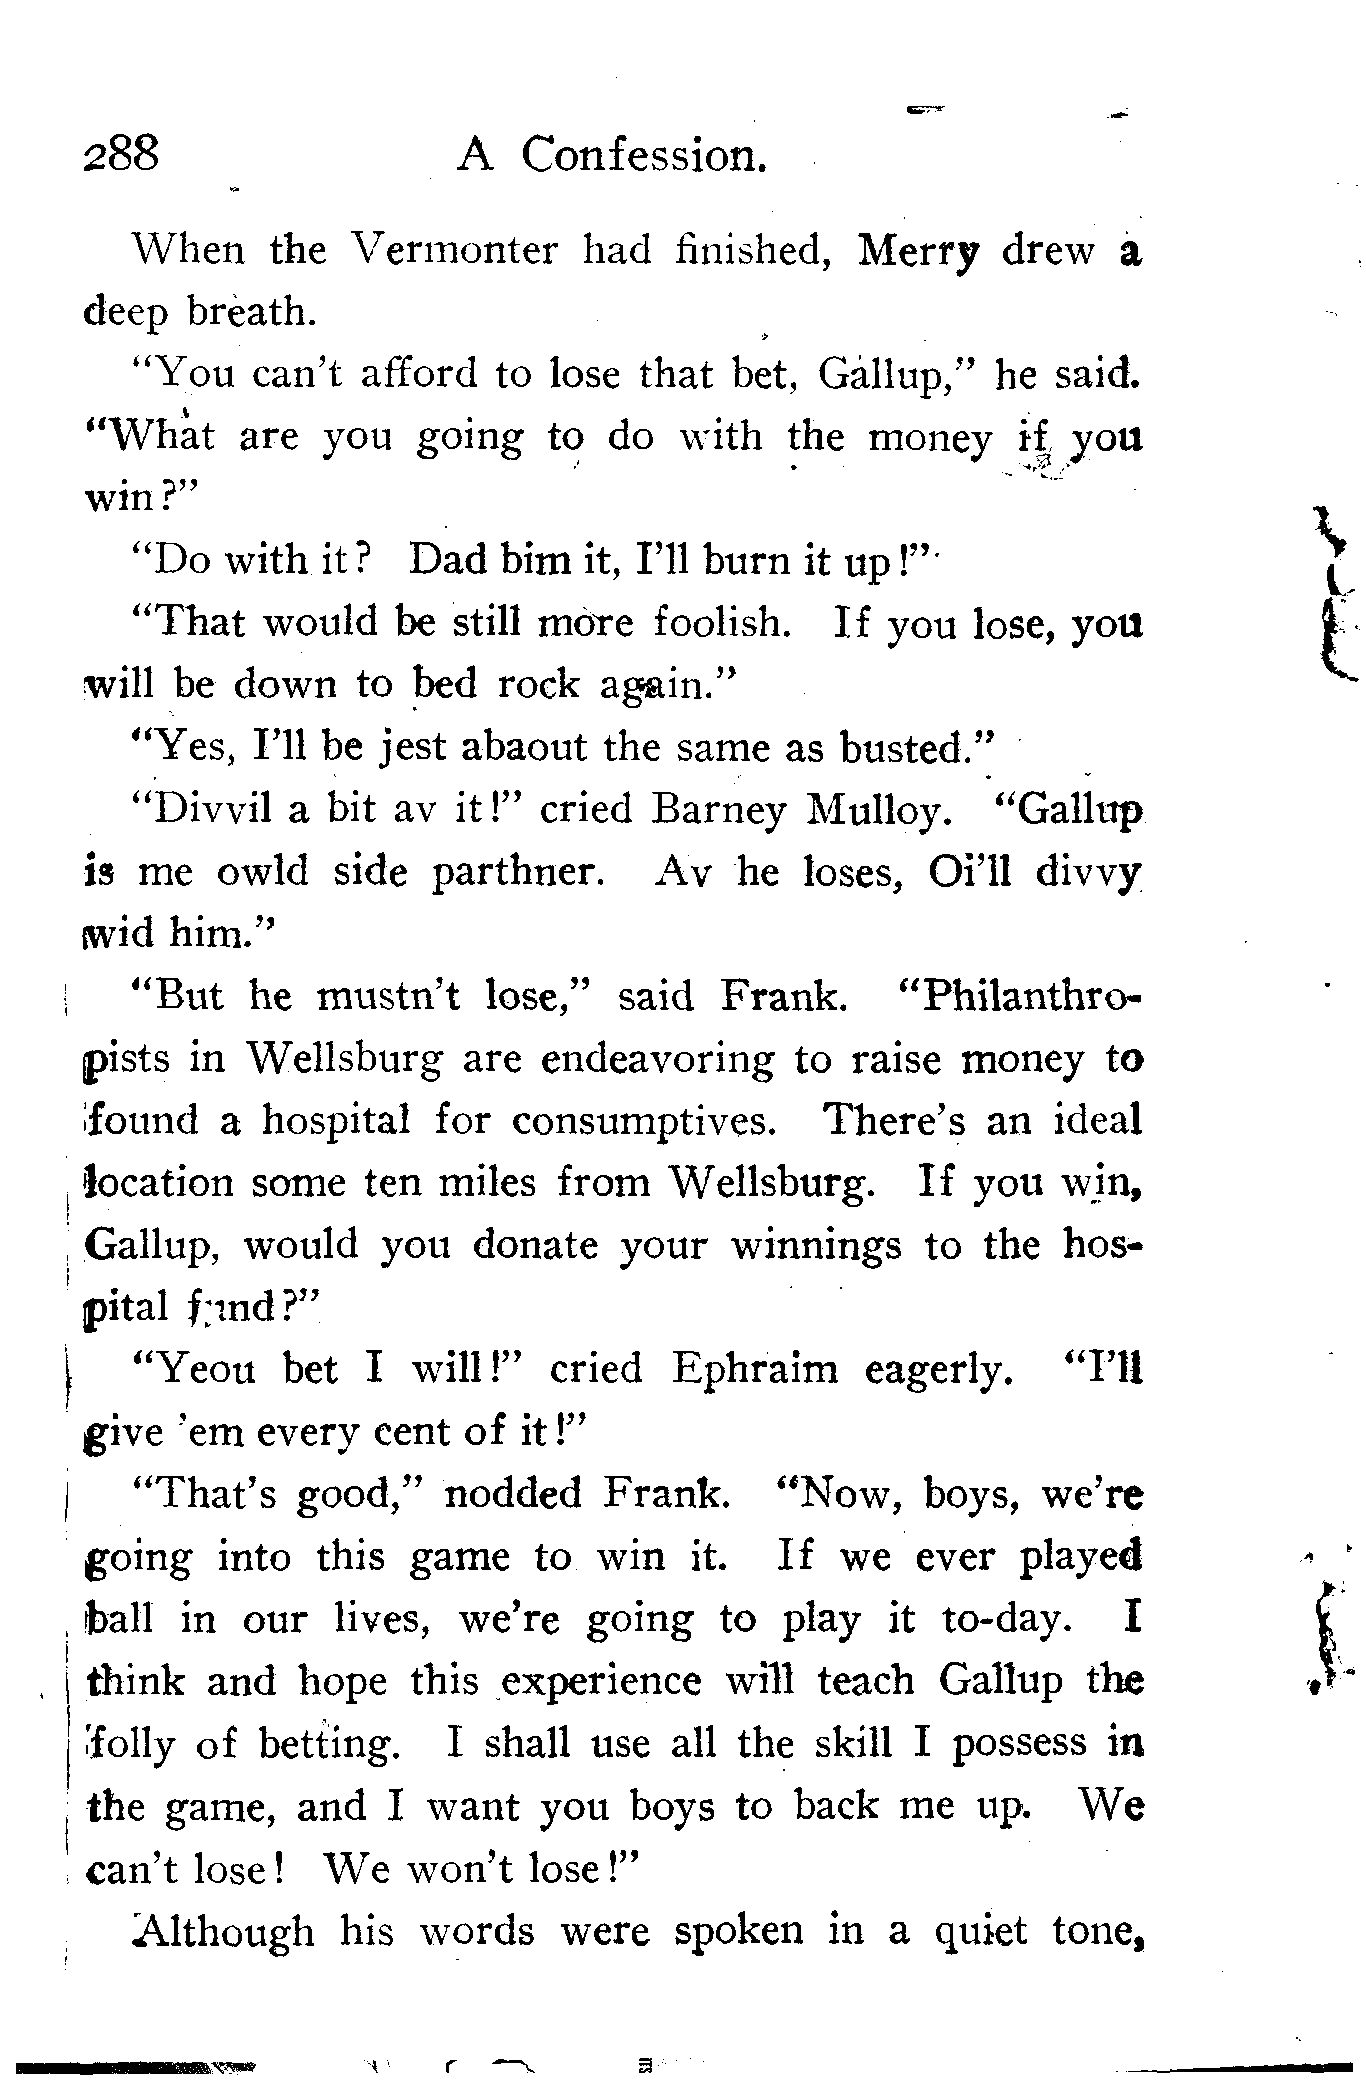 288 A Confession.
When the Vermonter had finished, Merry drew a
deep breath.
"You can't afford to lose that bet, Gallup," he said.
"What are you going to do with the money if you
win?"
"Do with it? Dad bim it, I'll burn it up!"
"That would be still more foolish. If you lose, you
will be down to bed rock again."
"Yes, I'll be jest abaout the same as busted."
"Divvil a bit av it!" cried Barney Mulloy. "Gallup
is me owld side parthner. Av he loses, Oi'll divvy
wid him."
"But he mustn't lose," said Frank. "Philanthro-
pists in Wellsburg are endeavoring to raise money to
found a hospital for consumptives. There's an ideal
location some ten miles from Wellsburg. If you win,
Gallup, would you donate your winnings to the hos-
pital fund?"
"Yeou bet I will!" cried Ephraim eagerly. "I'll
give 'em every cent of it!"
"That's good," nodded Frank. "Now, boys, we're
going into this game to win it. If we ever played
ball in our lives, we're going to play it to-day. I
think and hope this experience will teach Gallup the
folly of betting. I shall use all the skill I possess in
the game, and I want you boys to back me up. We
can't lose! We won't lose!"
Although his words were spoken in a quiet tone,